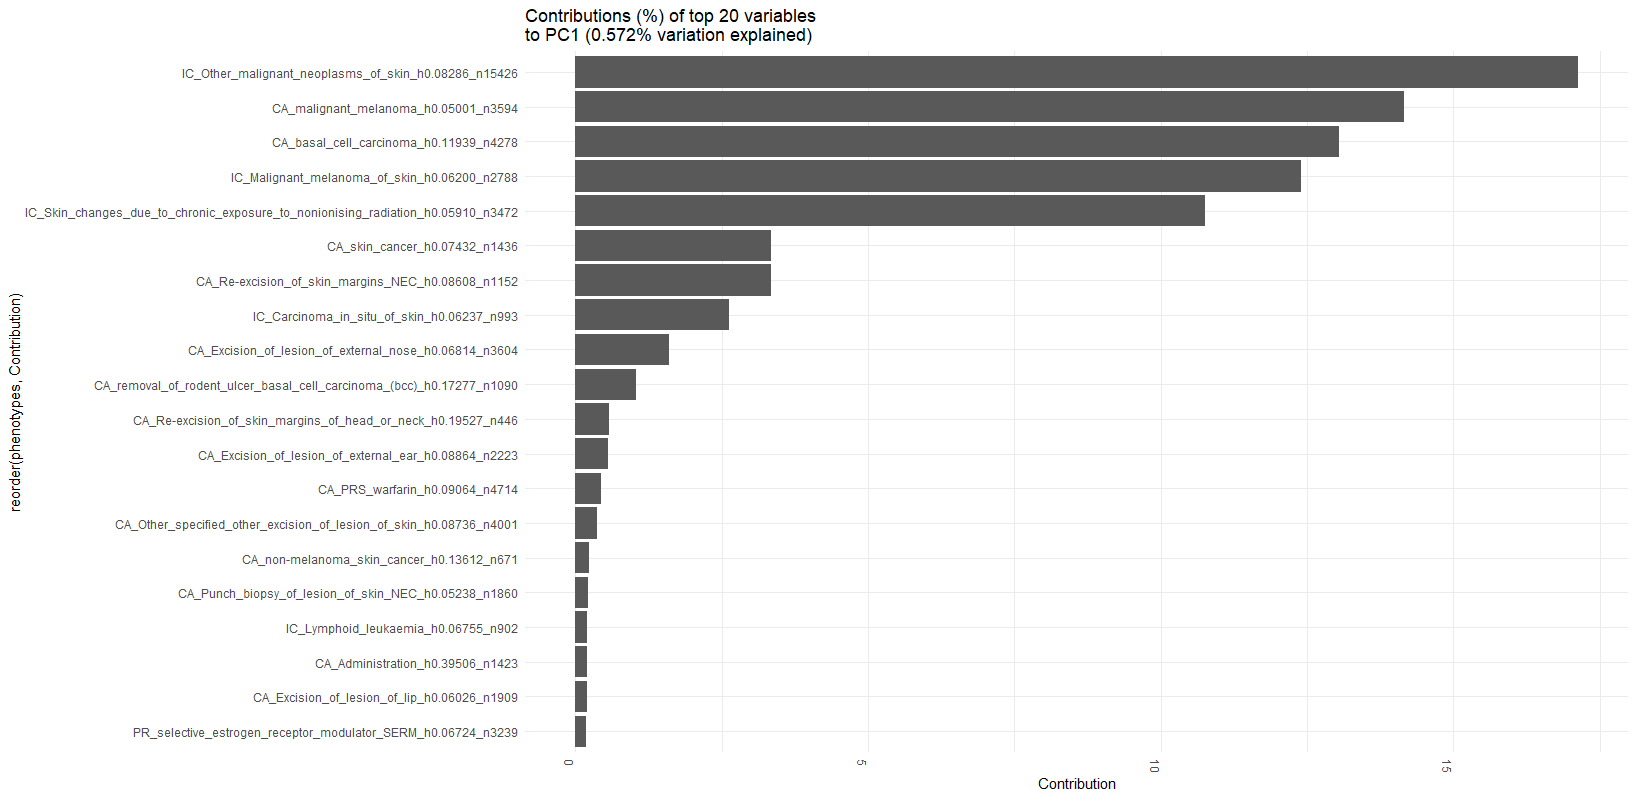 Contributions (%) of top 20 variables
to PC1 (0.572% variation explained)
reorder(phenotypes, Contribution)
IC_Other_malignant_neoplasms_of_skin_h0.08286_n15426
CA_malignant_melanoma_h0.05001_n3594
CA_basal_cell_carcinoma_h0.11939_n4278
IC_Malignant_melanoma_of_skin_h0.06200_n2788
IC_Skin_changes_due_to_chronic_exposure_to_nonionising_radiation_h0.05910_n3472
CA_skin_cancer_h0.07432_n1436
CA_Re-excision_of_skin_margins_NEC_h0.08608_n1152
IC_Carcinoma_in_situ_of_skin_h0.06237_n993
CA_Excision_of_lesion_of_external_nose_h0.06814_n3604
CA_removal_of_rodent_ulcer_basal_cell_carcinoma_(bcc)_h0.17277_n1090
CA_Re-excision_of_skin_margins_of_head_or_neck_h0.19527_n446
CA_Excision_of_lesion_of_external_ear_h0.08864_n2223
CA_PRS_warfarin_h0.09064_n4714
CA_Other_specified_other_excision_of_lesion_of_skin_h0.08736_n4001
CA_non-melanoma_skin_cancer_h0.13612_n671
CA_Punch_biopsy_of_lesion_of_skin_NEC_h0.05238_n1860
IC_Lymphoid_leukaemia_h0.06755_n902
CA_Administration_h0.39506_n1423
CA_Excision_of_lesion_of_lip_h0.06026_n1909
PR_selective_estrogen_receptor_modulator_SERM_h0.06724_n3239
0 5 10 15
Contribution